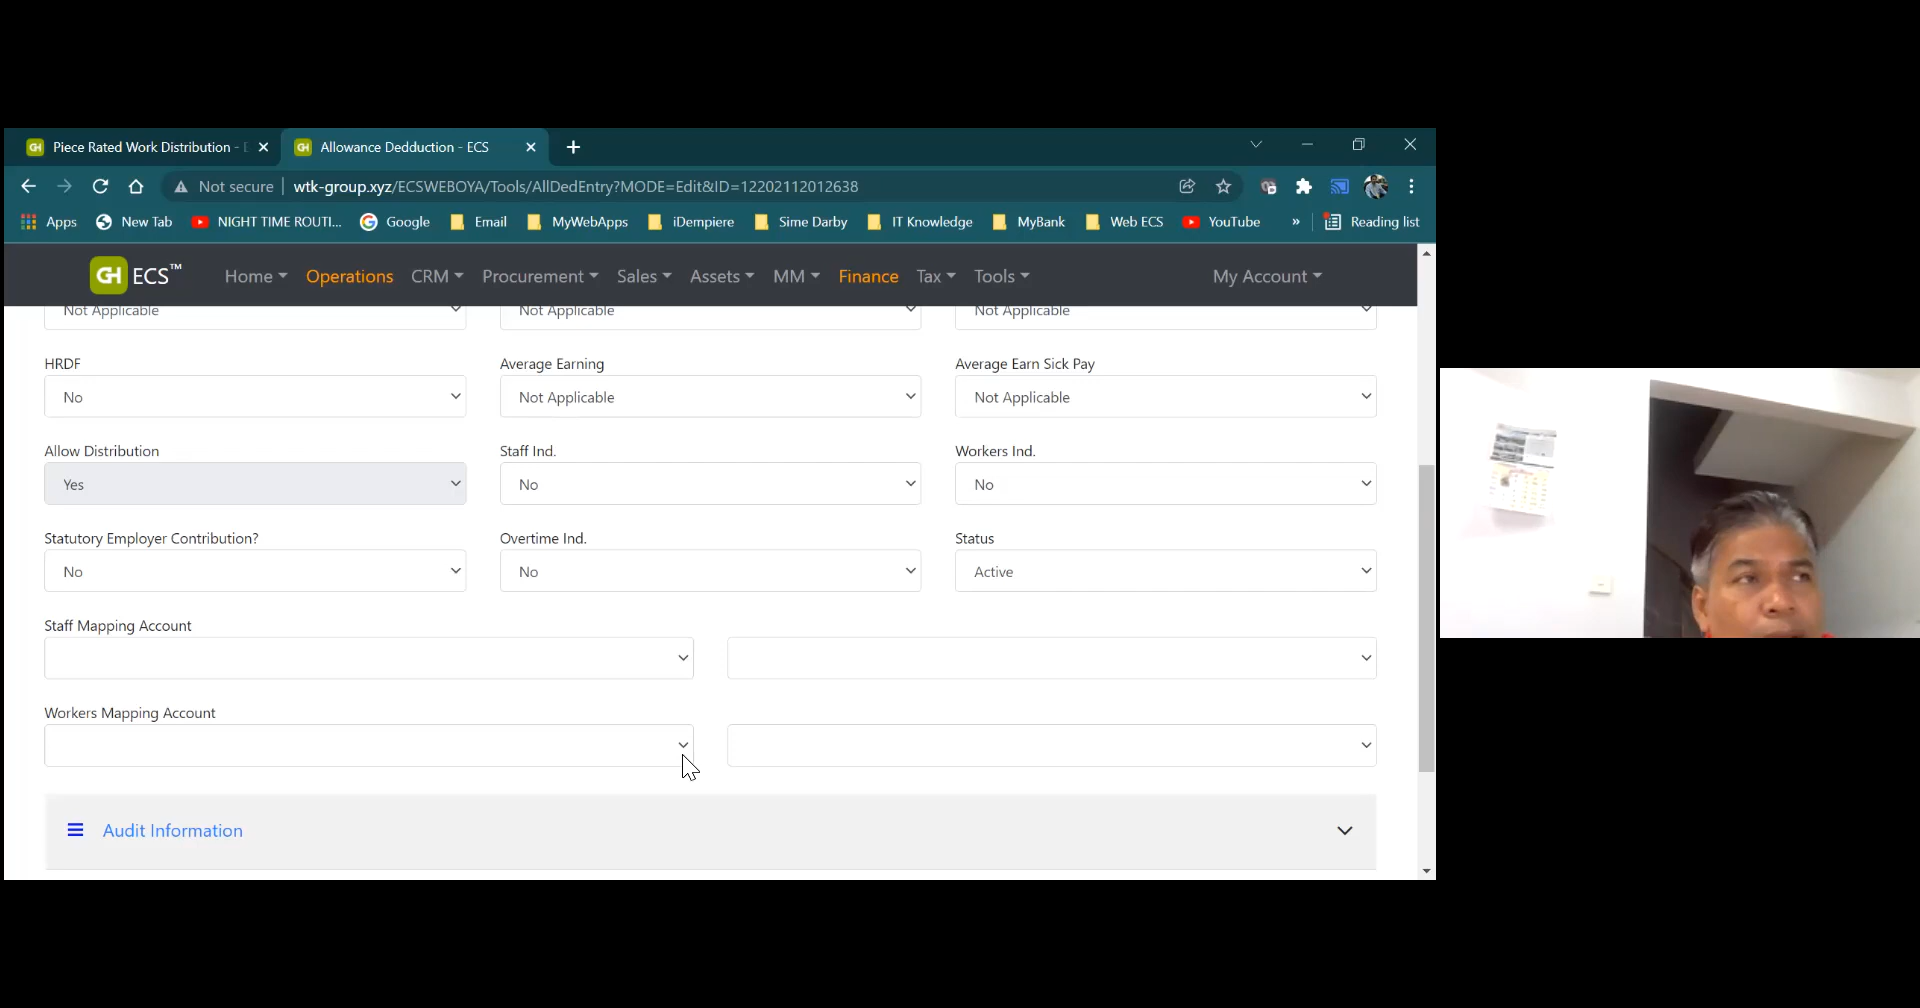 Piece Rated Work Distribution -
Allowance Dedduction - ECS
Not secure
wtk-group.xyz/ECSWEBOYA/Tools/AllDedEntry?MODE=Edit&ID=12202112012638
Apps
New Tab
NIGHT TIME ROUTI...
Google
Email
MyWebApps
iDempiere
Sime Darby
IT Knowledge
MyBank
Web ECS
YouTube
»
Reading list
GH ECS™
Home
Operations
CRM
Procurement
Sales
Assets
MM
Finance
Tax
Tools
My Account
Not Applicable
Not Applicable
Not Applicable
HRDF
Average Earning
Average Earn Sick Pay
No
Not Applicable
Not Applicable
Allow Distribution
Staff Ind.
Workers Ind.
Yes
No
No
Statutory Employer Contribution?
Overtime Ind.
Status
No
No
Active
Staff Mapping Account
Workers Mapping Account
Audit Information